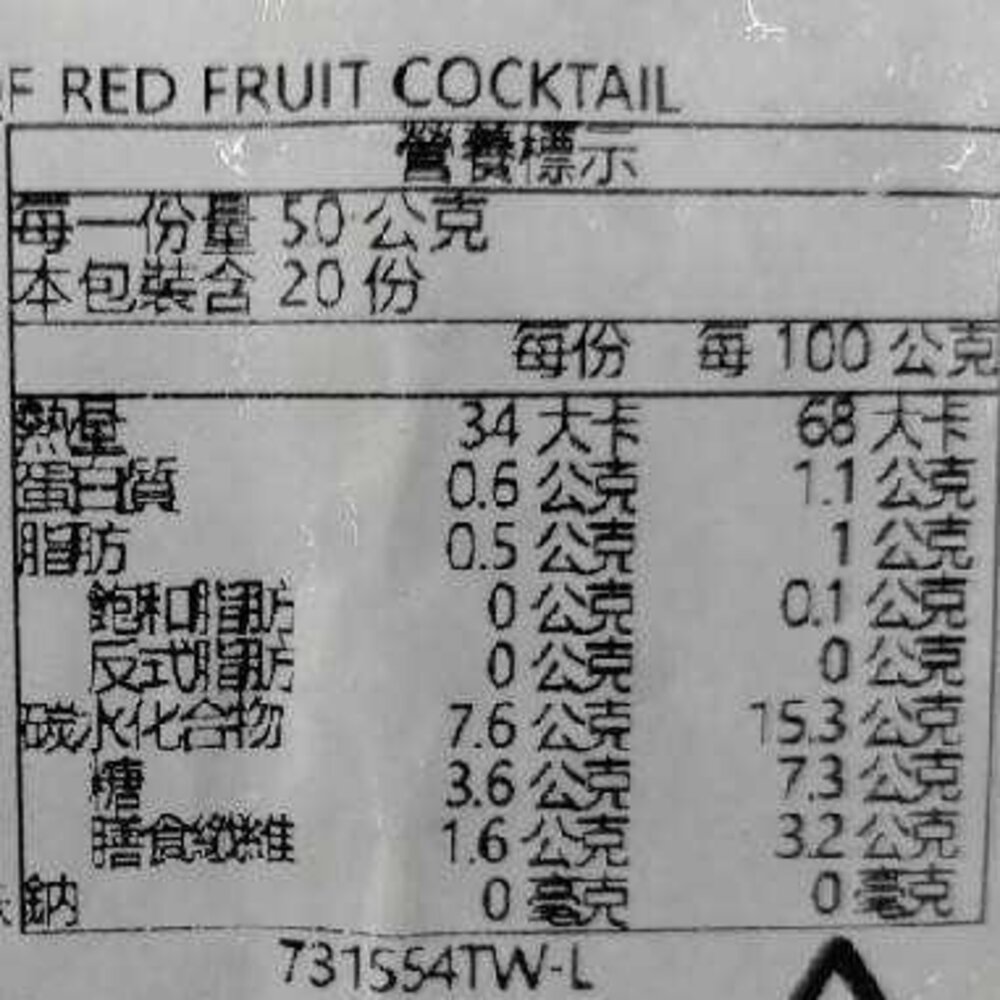 F RED FRUIT COCKTAIL
營養標示
每一份量 50 公克
本包裝含 20 份
每份 每 100 公克
熱量 34 大卡 68 大卡
蛋白質 0.6 公克 1.1 公克
脂肪 0.5 公克 1 公克
飽和脂肪 0 公克 0.1 公克
反式脂肪 0 公克 0 公克
碳水化合物 7.6 公克 15.3 公克
糖 3.6 公克 7.3 公克
膳食纖維 1.6 公克 3.2 公克
鈉 0 毫克 0 毫克
731554TW-L